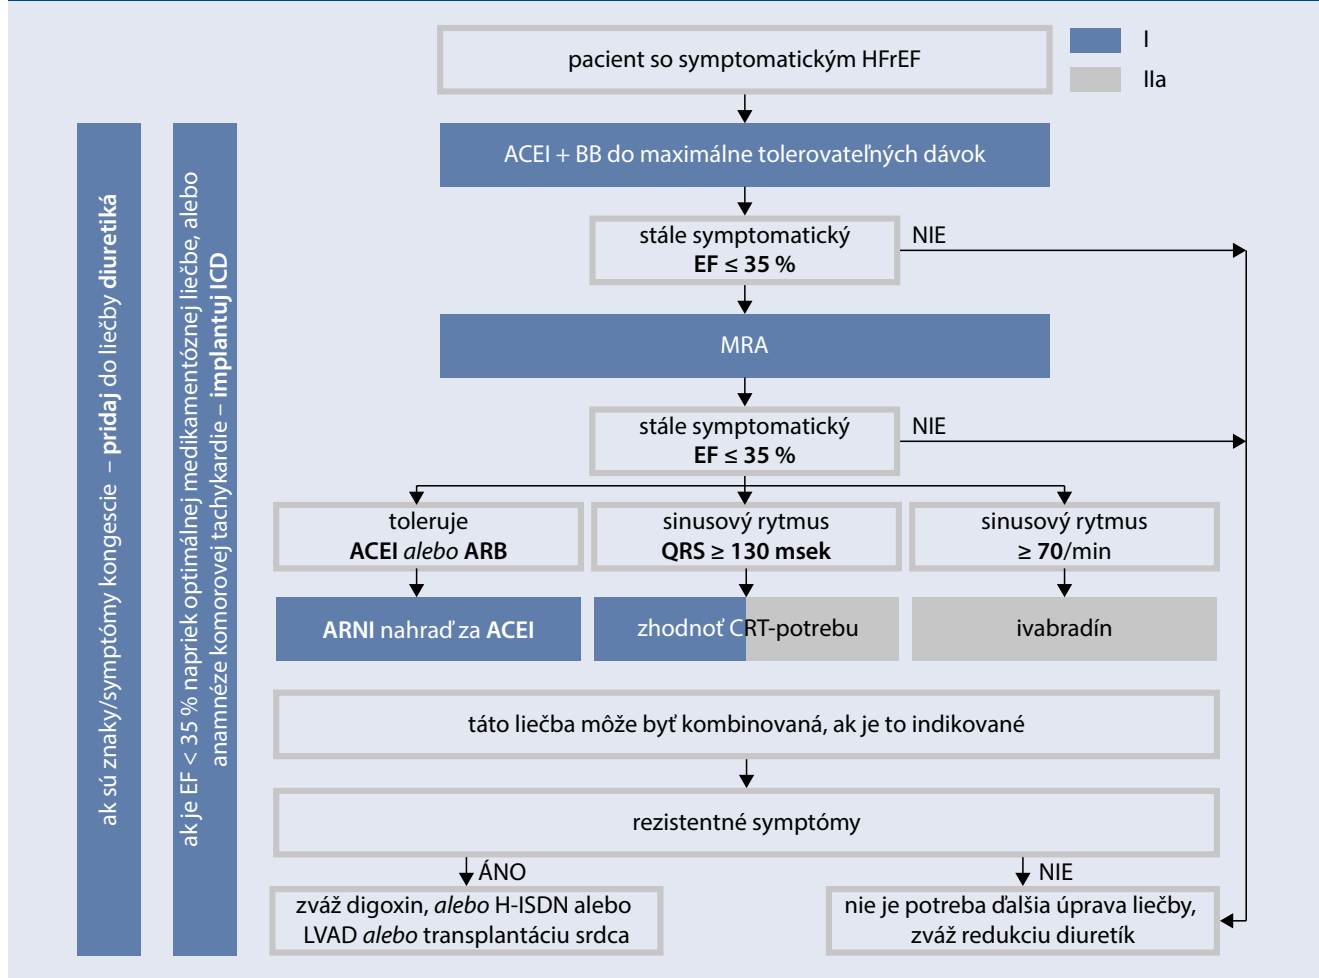 pacient so symptomatickým HFrEF
I
IIa
ak sú znaky/symptómy kongescie – pridaj do liečby diuretiká
ak je EF < 35 % napriek optimálnej medikamentóznej liečbe, alebo
anamnéze komorovej tachykardie – implantuj ICD
ACEI + BB do maximálne tolerovateľných dávok
stále symptomatický
EF ≤ 35 %
NIE
MRA
stále symptomatický
EF ≤ 35 %
NIE
toleruje
ACEI alebo ARB
sinusový rytmus
QRS ≥ 130 msek
sinusový rytmus
≥ 70/min
ARNI nahraď za ACEI
zhodnoť CRT-potrebu
ivabradín
táto liečba môže byť kombinovaná, ak je to indikované
rezistentné symptómy
ÁNO
NIE
zváž digoxin, alebo H-ISDN alebo
LVAD alebo transplantáciu srdca
nie je potreba ďalšia úprava liečby,
zváž redukciu diuretík